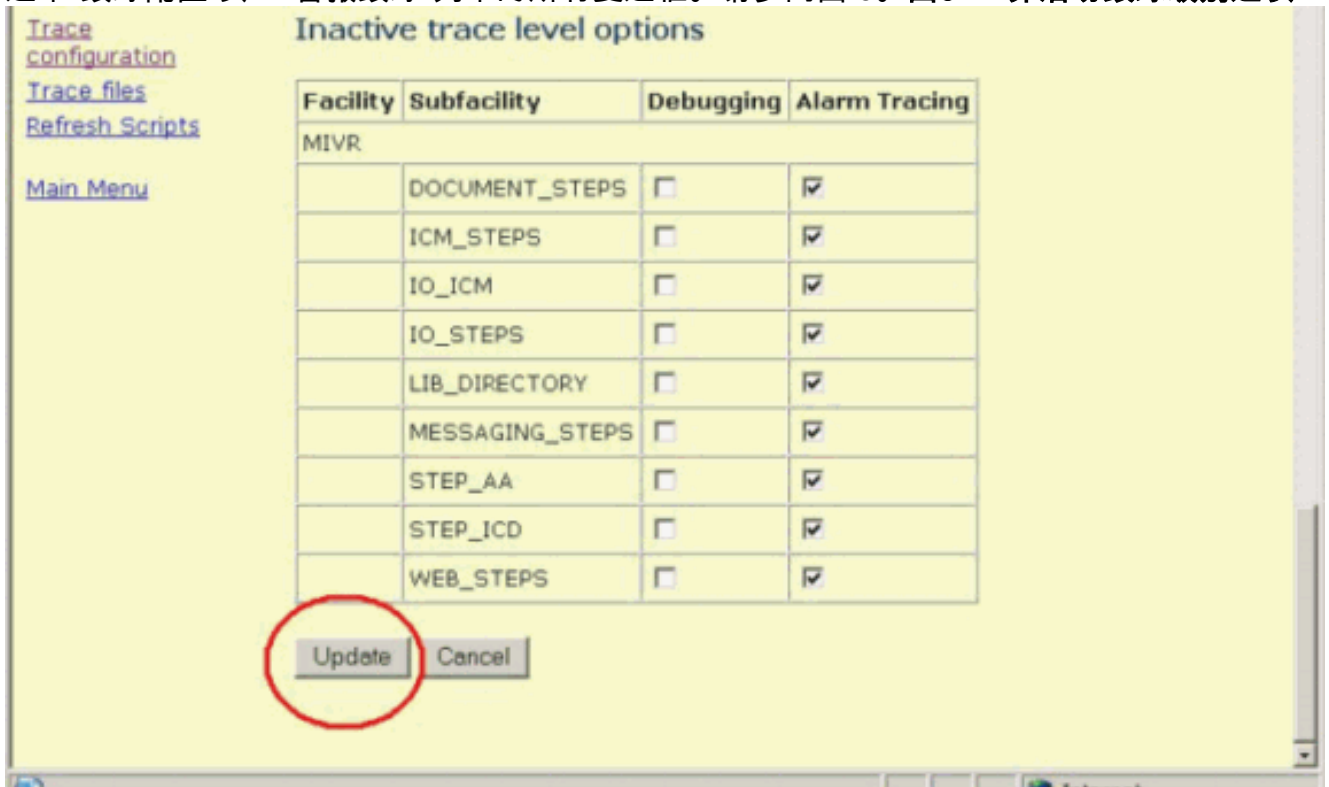 Trace
configuration
Trace files
Refresh Scripts
Main Menu
Inactive trace level options
Facility Subfacility Debugging Alarm Tracing
MIVR
DOCUMENT_STEPS
ICM_STEPS
IO_ICM
IO_STEPS
LIB_DIRECTORY
MESSAGING_STEPS
STEP_AA
STEP_ICD
WEB_STEPS
Update Cancel